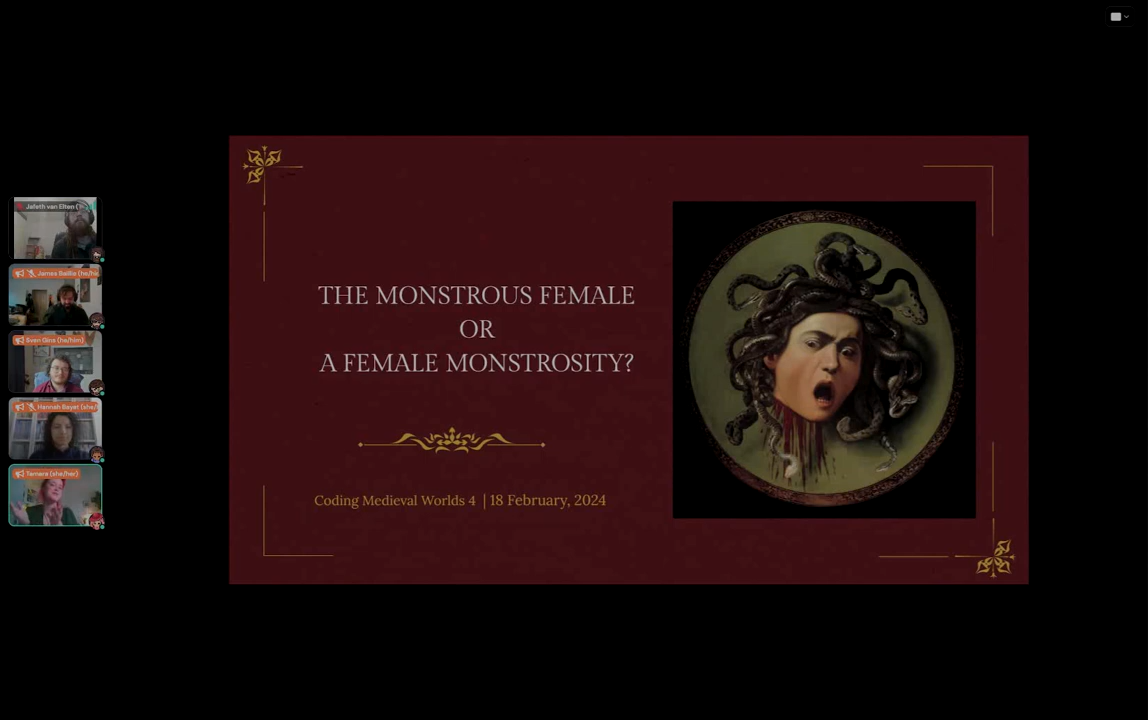 THE MONSTROUS FEMALE
OR
A FEMALE MONSTROSITY?
Coding Medieval Worlds 4 | 18 February, 2024
Jafeth van Elten (
James Baillie (he/hi
Sven Gins (he/him)
Hannah Bayat (she/
Tamara (she/her)